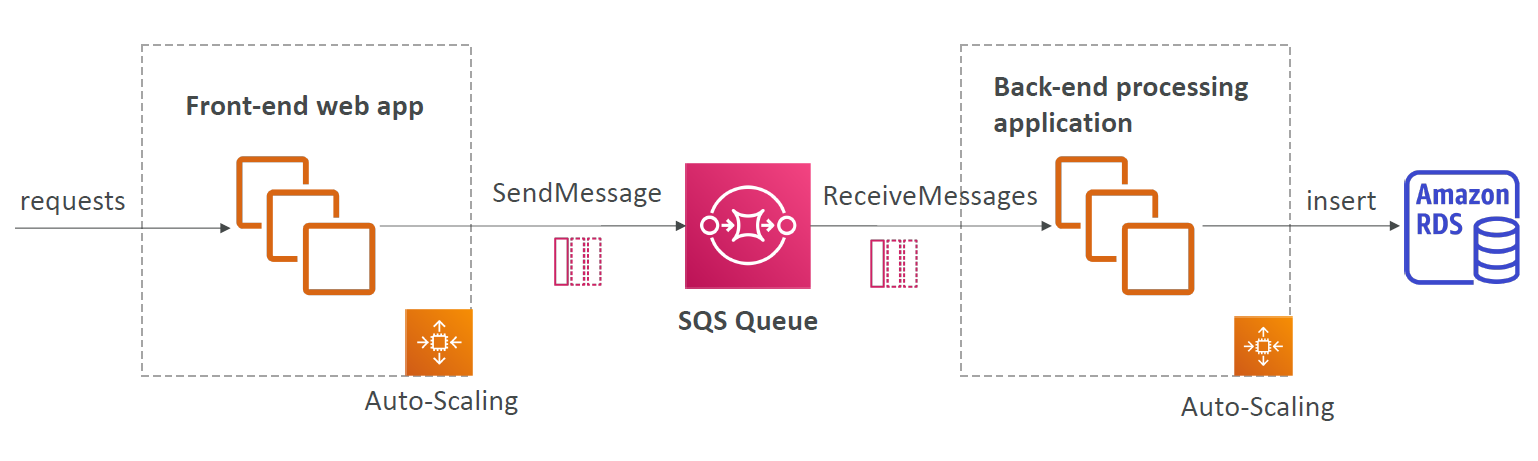 Front-end web app
Back-end processing
application
requests
SendMessage
ReceiveMessages
insert
Amazon
RDS
SQS Queue
Auto-Scaling
Auto-Scaling